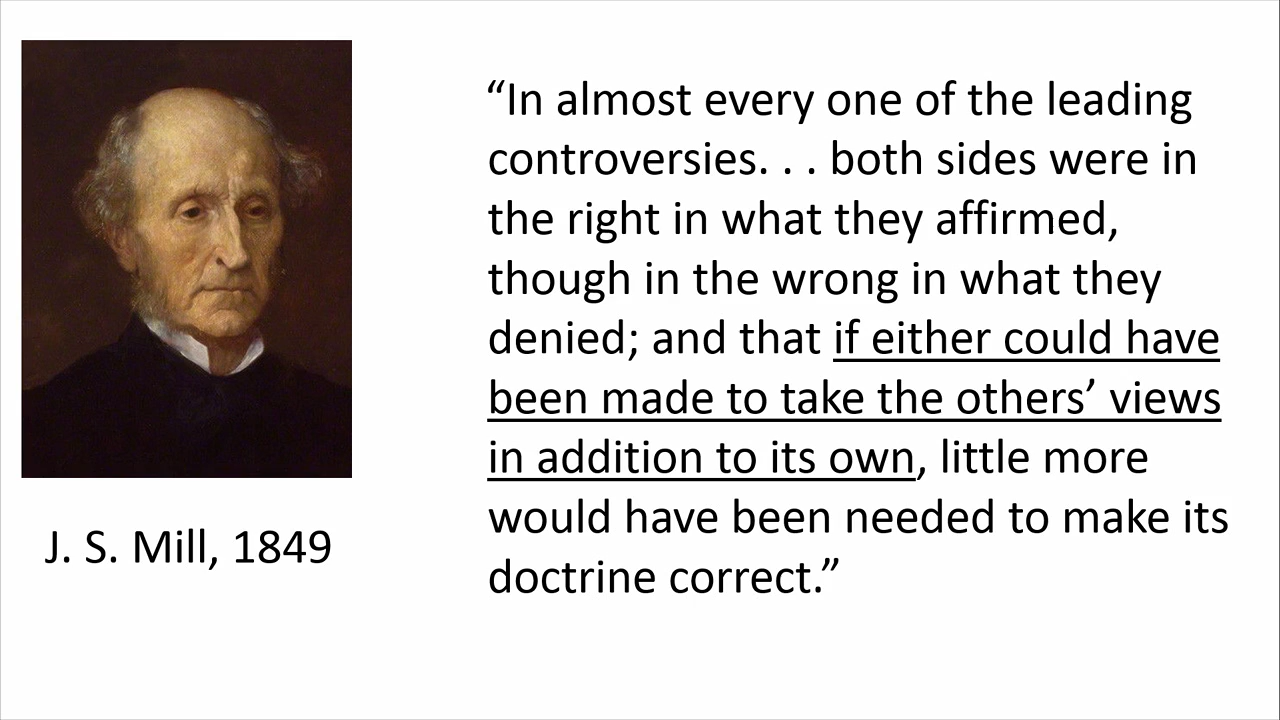 “In almost every one of the leading
controversies. . . both sides were in
the right in what they affirmed,
though in the wrong in what they
denied; and that if either could have
been made to take the others’ views
in addition to its own, little more
would have been needed to make its
doctrine correct.”
J. S. Mill, 1849